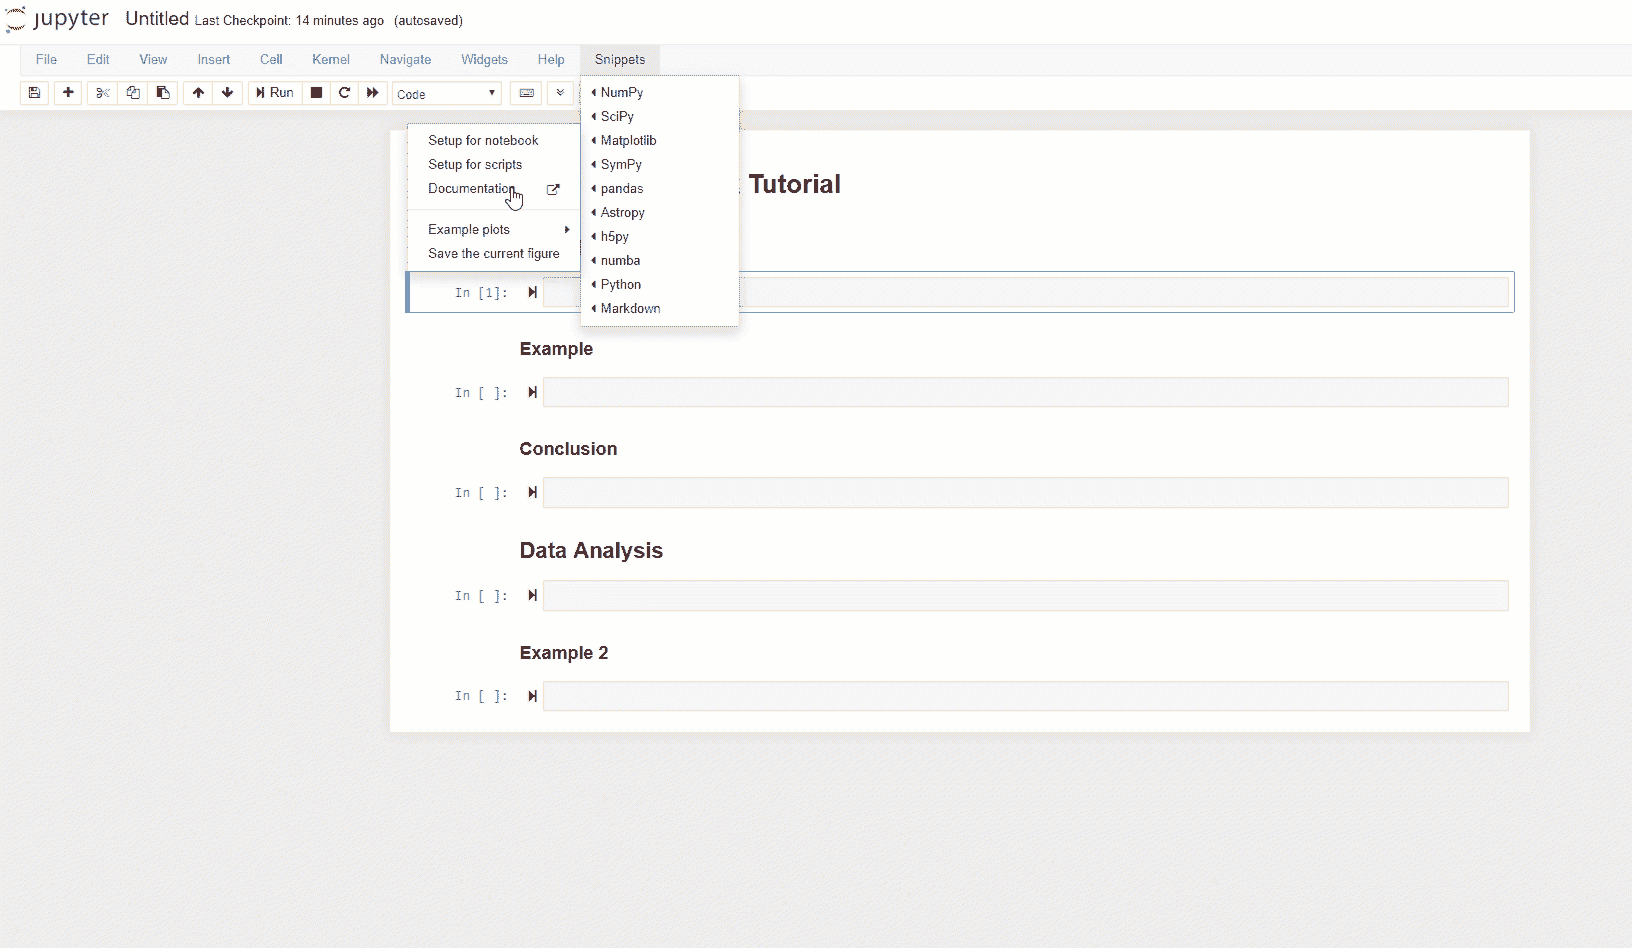 jupyter Untitled Last Checkpoint: 14 minutes ago (autosaved)
File Edit View Insert Cell Kernel Navigate Widgets Help Snippets
Run Code
NumPy
SciPy
Matplotlib
SymPy
pandas
Astropy
h5py
numba
Python
Markdown
Setup for notebook
Setup for scripts
Documentation
Example plots
Save the current figure
Tutorial
In [1]:
Example
In [ ]:
Conclusion
In [ ]:
Data Analysis
In [ ]:
Example 2
In [ ]: